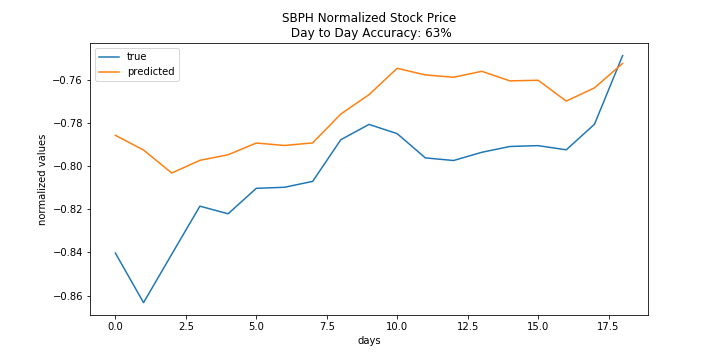 SBPH Normalized Stock Price
Day to Day Accuracy: 63%
true
predicted
normalized values
−0.76
−0.78
−0.80
−0.82
−0.84
−0.86
0.0
2.5
5.0
7.5
10.0
12.5
15.0
17.5
days